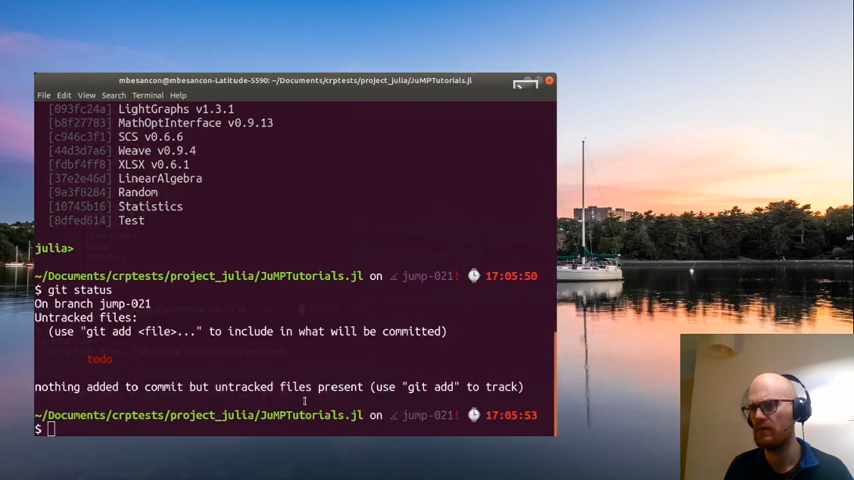 mbesancon@mbesancon-Latitude-5590: ~/Documents/crptests/project_julia/JuMPTutorials.jl
File Edit View Search Terminal Help
[093fc24a] LightGraphs v1.3.1
[b8f27783] MathOptInterface v0.9.13
[c946c3f1] SCS v0.6.6
[44d3d7a6] Weave v0.9.4
[fdbf4ff8] XLSX v0.6.1
[37e2e46d] LinearAlgebra
[9a3f8284] Random
[10745b16] Statistics
[8dfed614] Test
julia>
~/Documents/crptests/project_julia/JuMPTutorials.jl on jump-021! 17:05:50
$ git status
On branch jump-021
Untracked files:
(use "git add <file>..." to include in what will be committed)
todo
nothing added to commit but untracked files present (use "git add" to track)
~/Documents/crptests/project_julia/JuMPTutorials.jl on jump-021! 17:05:53
$